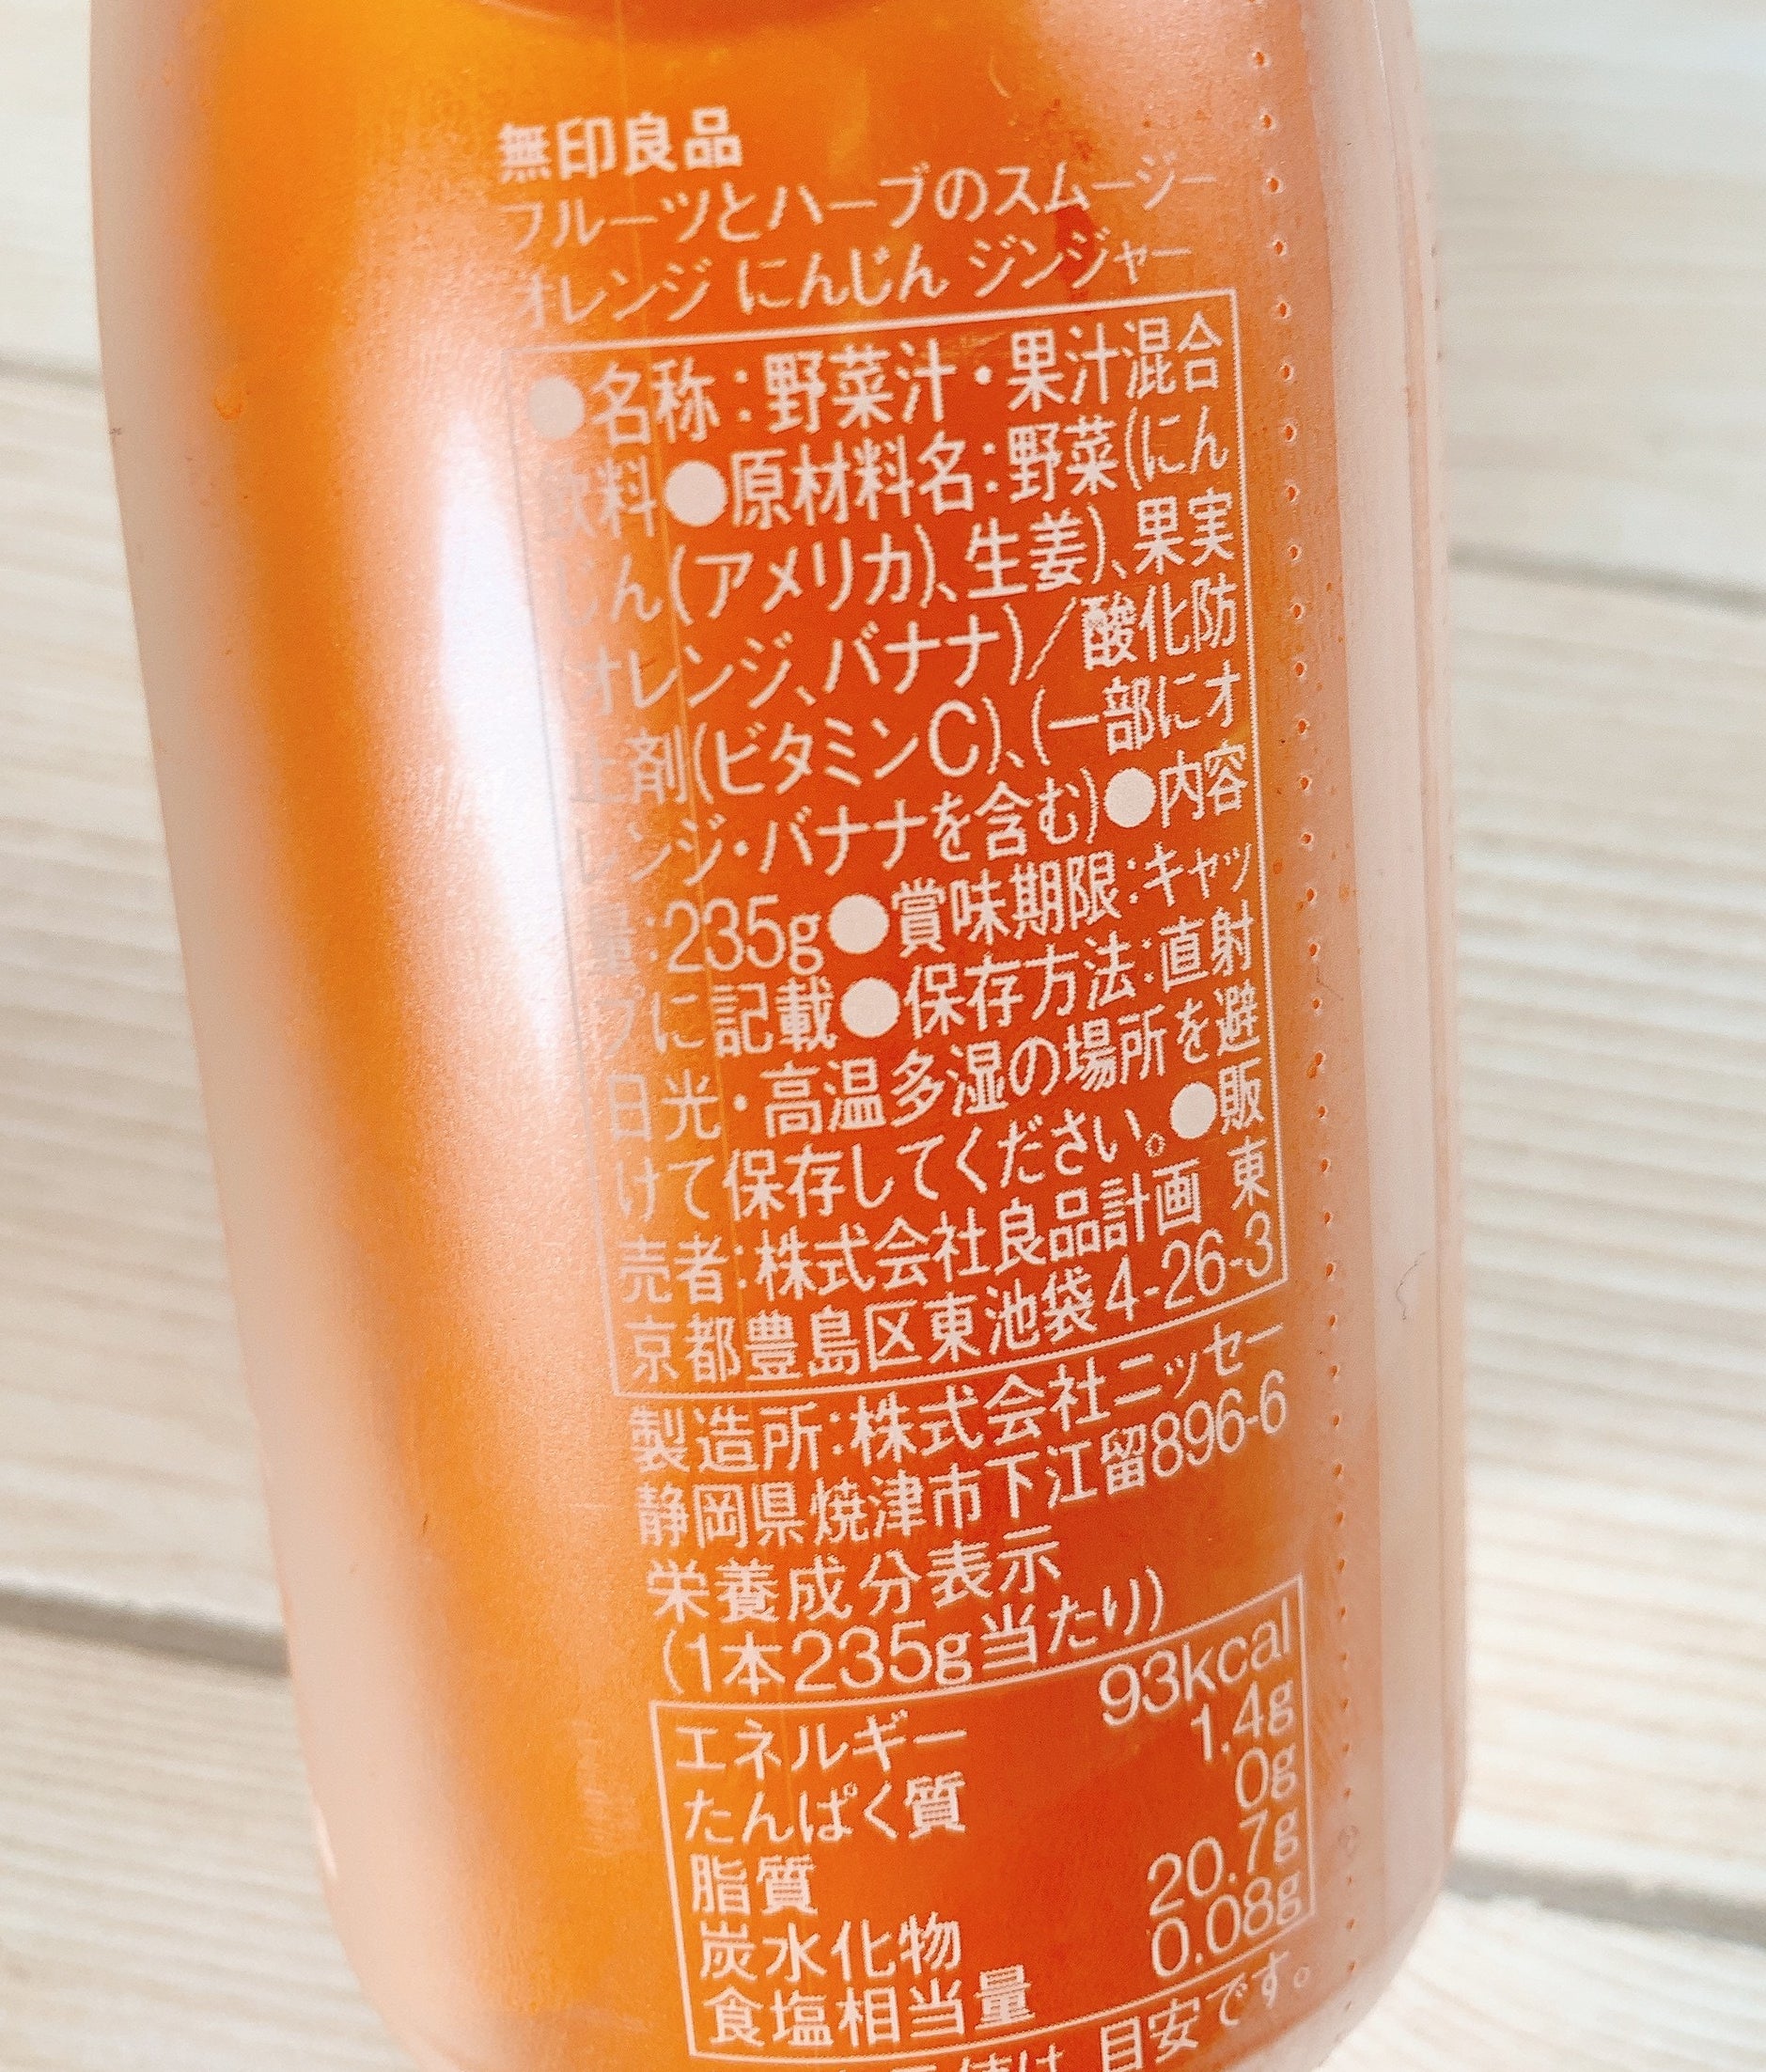 無印良品
フルーツとハーブのスムージー
オレンジ にんじん ジンジャー
●名称：野菜汁・果汁混合
飲料●原材料名：野菜(にん
じん(アメリカ)、生姜)、果実
(オレンジ、バナナ)／酸化防
止剤(ビタミンC)、(一部にオ
レンジ・バナナを含む)●内容
量：235g●賞味期限：キャッ
プに記載●保存方法：直射
日光・高温多湿の場所を避
けて保存してください。●販
売者：株式会社良品計画 東
京都豊島区東池袋4-26-3
製造所：株式会社ニッセー
静岡県焼津市下江留896-6
栄養成分表示
(1本235g当たり)
エネルギー 93kcal
たんぱく質 1.4g
脂質 0g
炭水化物 20.7g
食塩相当量 0.08g
値は、目安です。